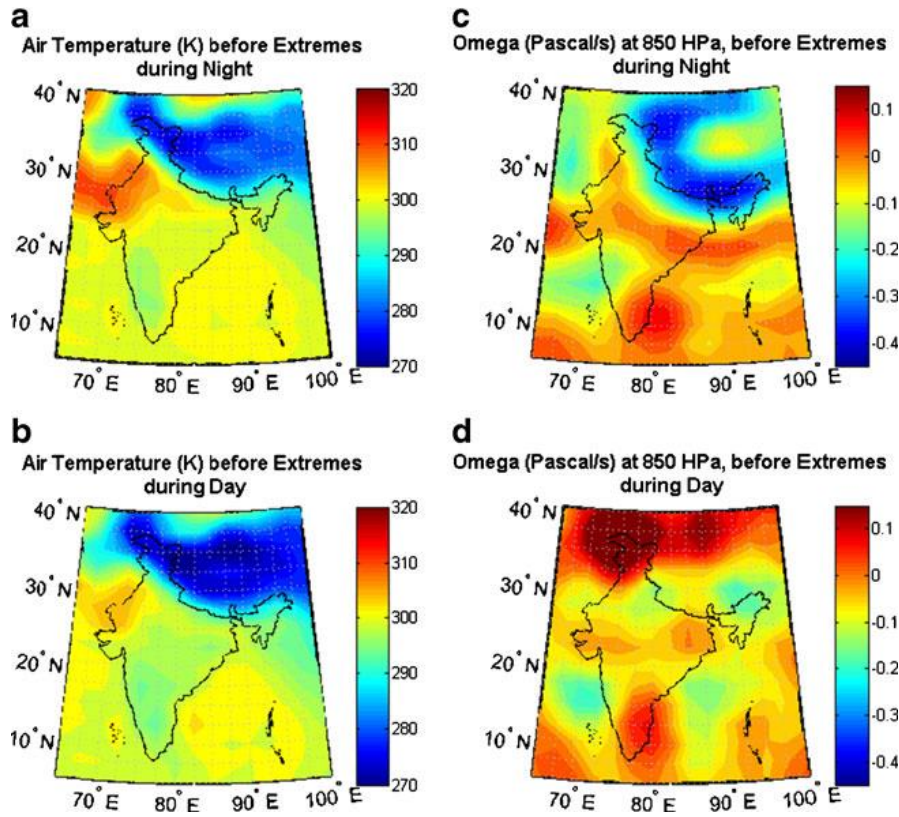 a
Air Temperature (K) before Extremes
during Night
40° N
30° N
20° N
10° N
70° E
80° E
90° E
100° E
320
310
300
290
280
270
c
Omega (Pascal/s) at 850 HPa, before Extremes
during Night
40° N
30° N
20° N
10° N
70° E
80° E
90° E
100° E
0.1
0
-0.1
-0.2
-0.3
-0.4
b
Air Temperature (K) before Extremes
during Day
40° N
30° N
20° N
10° N
70° E
80° E
90° E
100° E
320
310
300
290
280
270
d
Omega (Pascal/s) at 850 HPa, before Extremes
during Day
40° N
30° N
20° N
10° N
70° E
80° E
90° E
100° E
0.1
0
-0.1
-0.2
-0.3
-0.4